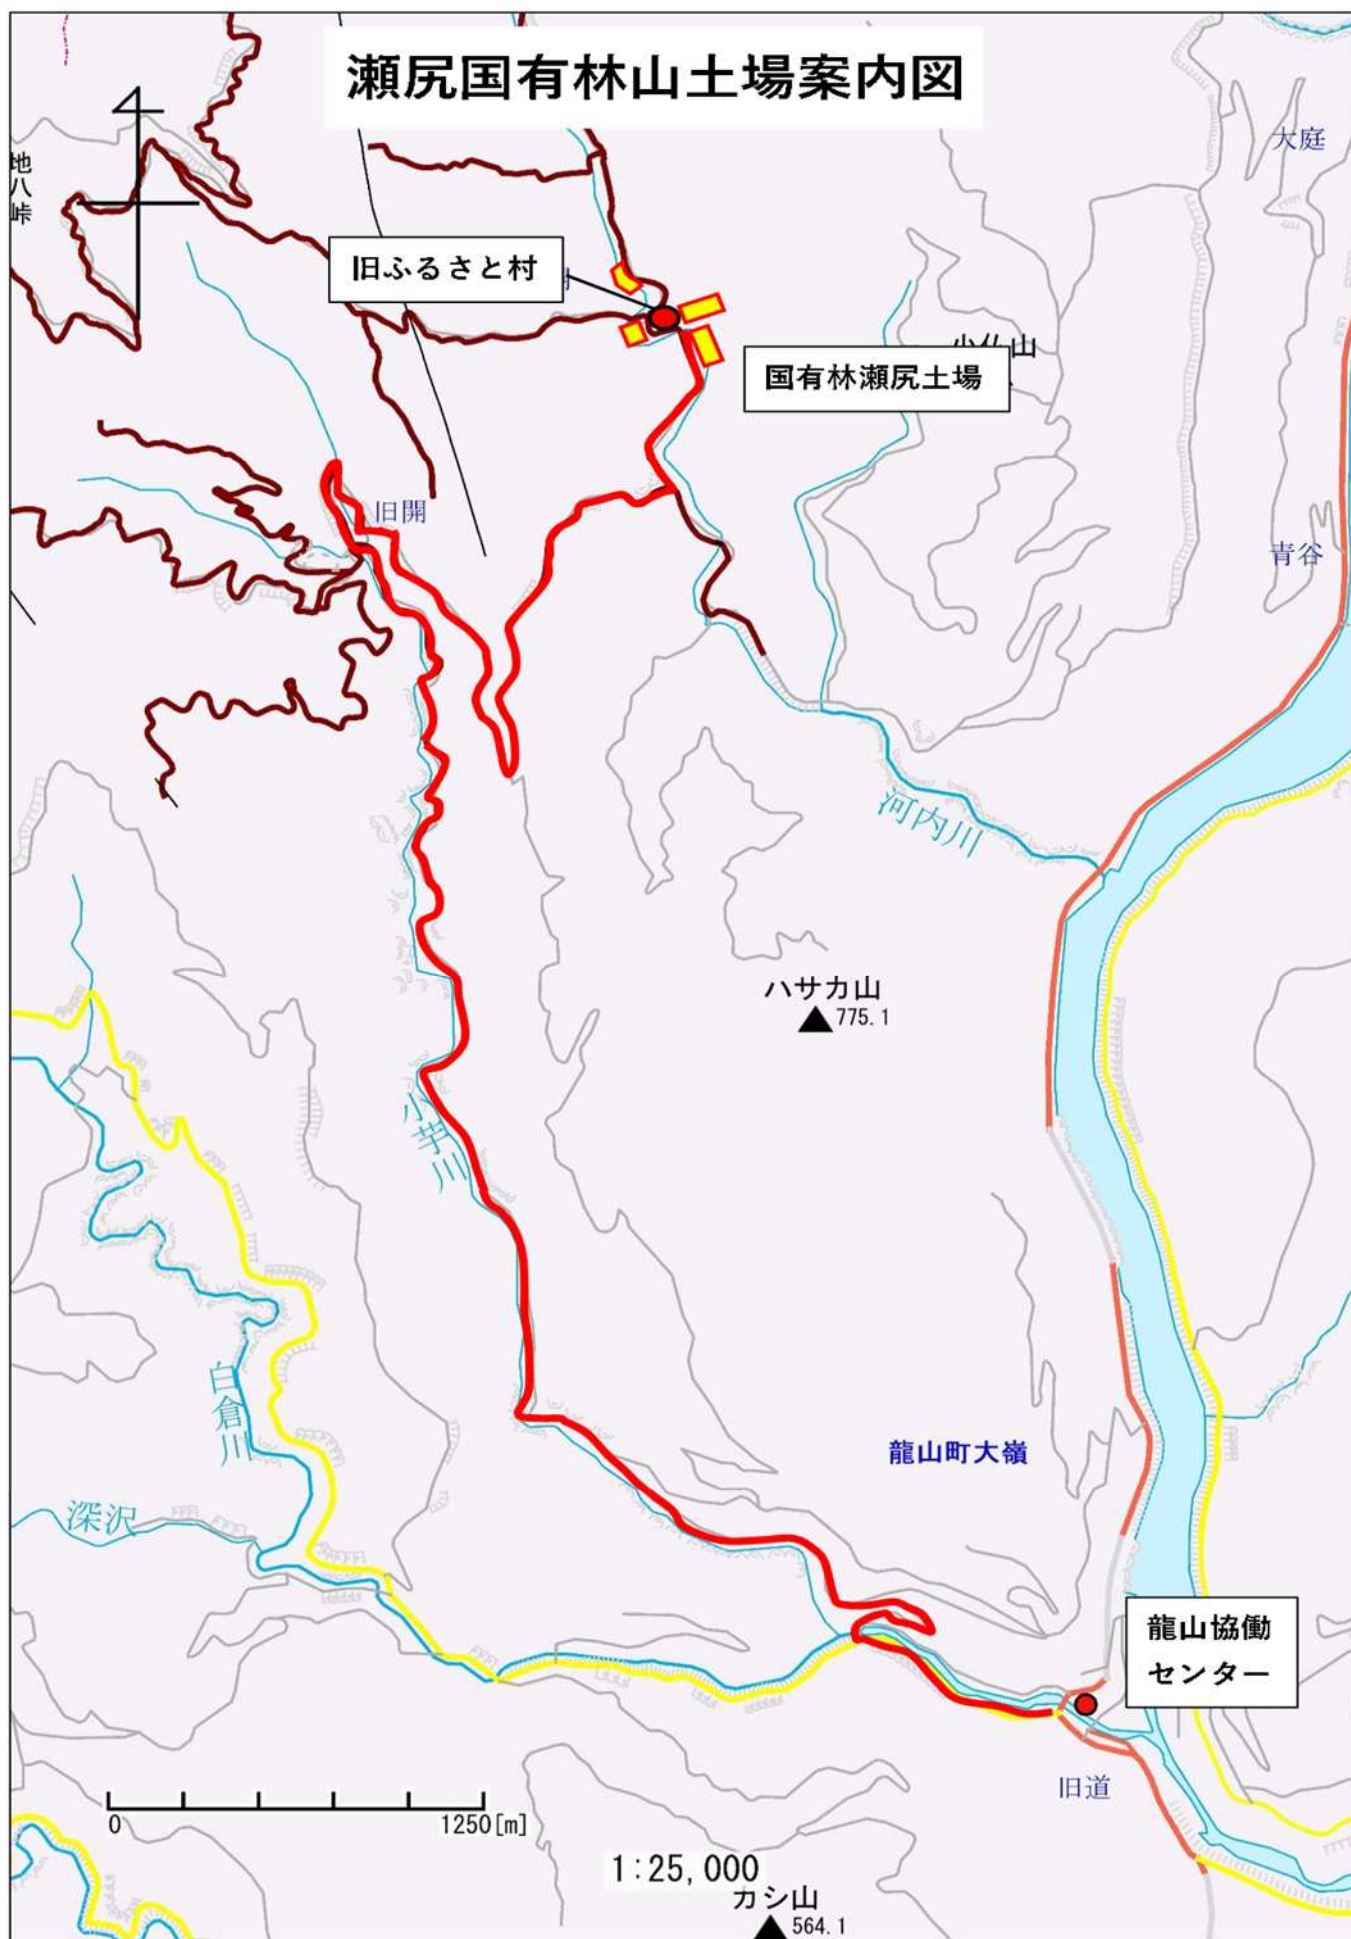 瀬尻国有林山土場案内図
大庭
地八峠
旧ふるさと村
国有林瀬尻土場
旧開
青谷
河内川
ハサカ山
775.1
小芋川
白倉川
龍山町大嶺
深沢
龍山協働
センター
旧道
0
1250[m]
1:25,000
カシ山
564.1